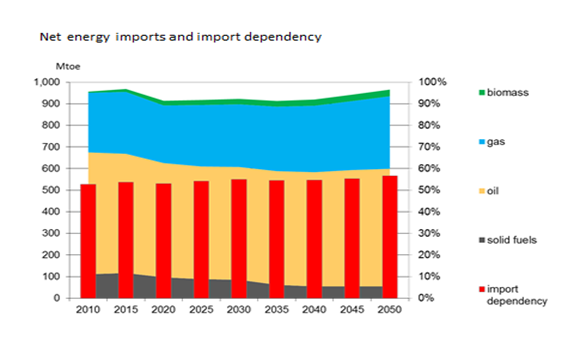 Net energy imports and import dependency
Mtoe
1,000
900
800
700
600
500
400
300
200
100
0
100%
90%
80%
70%
60%
50%
40%
30%
20%
10%
0%
2010 2015 2020 2025 2030 2035 2040 2045 2050
biomass
gas
oil
solid fuels
import
dependency